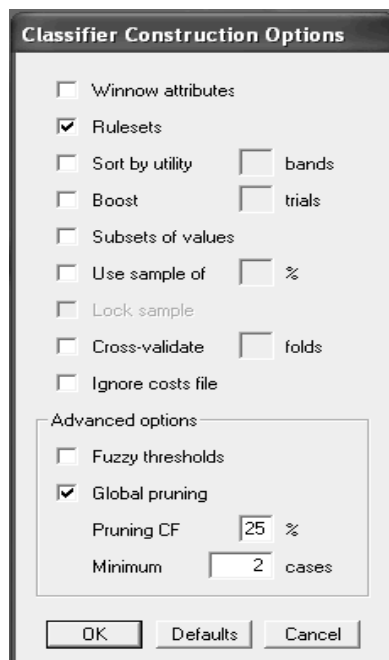 Classifier Construction Options
Winnow attributes
Rulesets
Sort by utility bands
Boost trials
Subsets of values
Use sample of %
Lock sample
Cross-validate folds
Ignore costs file
Advanced options
Fuzzy thresholds
Global pruning
Pruning CF 25 %
Minimum 2 cases
OK Defaults Cancel